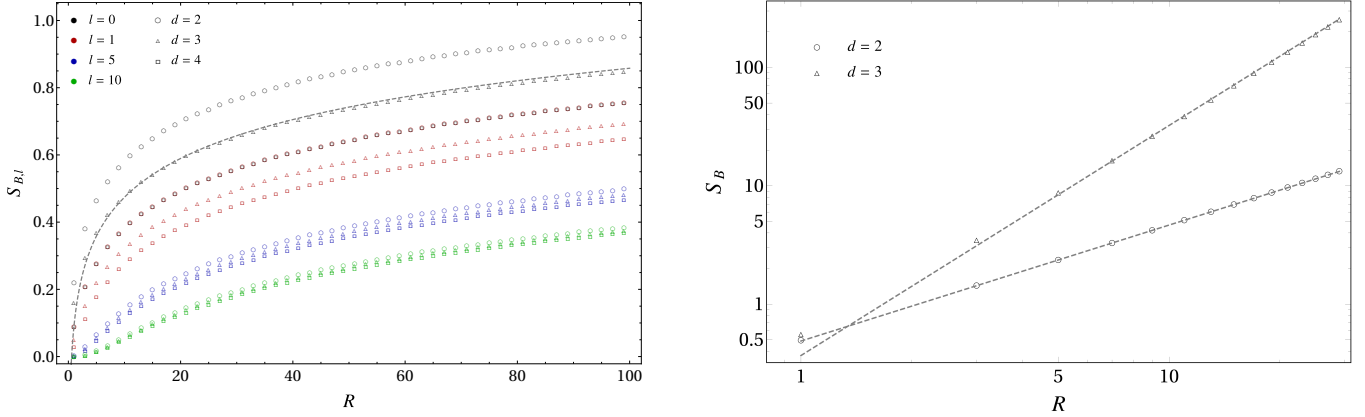 l = 0 d = 2
l = 1 d = 3
l = 5 d = 4
l = 10
1.0
0.8
0.6
0.4
0.2
0.0
S_{B,l}
0 20 40 60 80 100
R
d = 2
d = 3
100
50
10
5
1
0.5
S_B
1 5 10
R